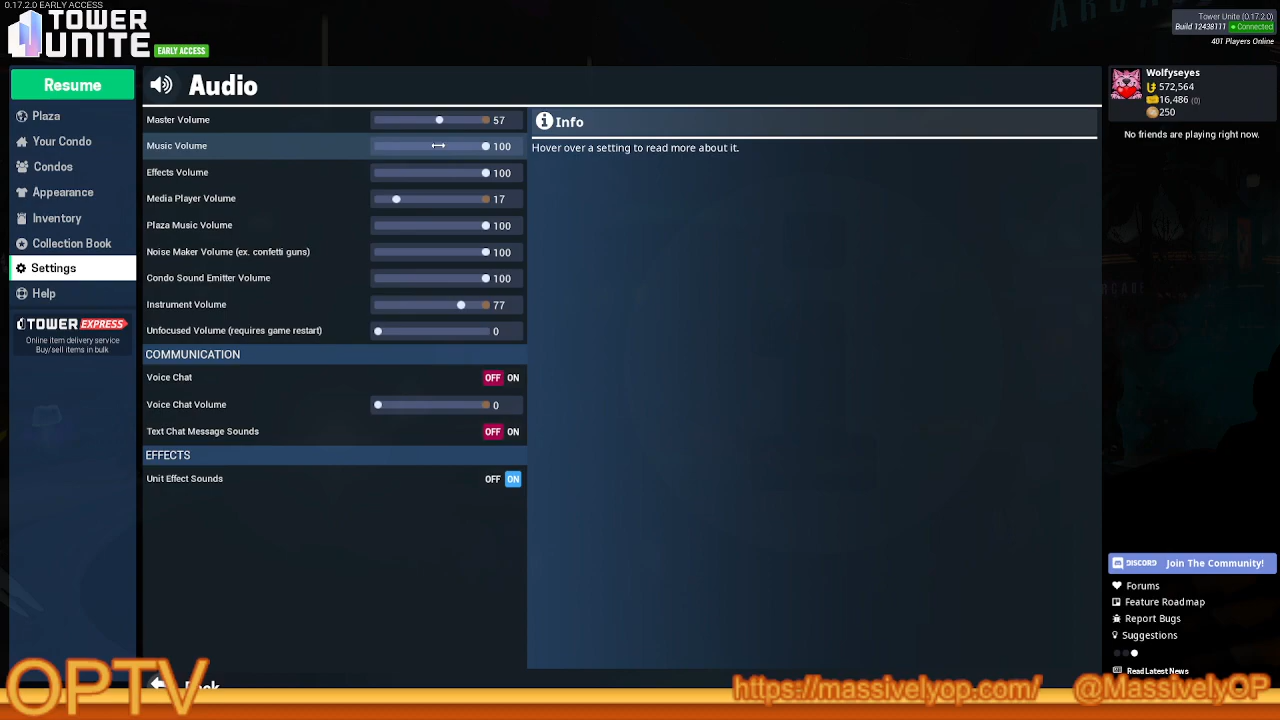 0.17.2.0 EARLY ACCESS
TOWER
UNITE
EARLY ACCESS
Tower Unite (0.17.2.0)
Build 12438111 Connected
401 Players Online
Resume
Plaza
Your Condo
Condos
Appearance
Inventory
Collection Book
Settings
Help
TOWER EXPRESS
Online item delivery service
Buy/sell items in bulk
Audio
Master Volume 57
Music Volume 100
Effects Volume 100
Media Player Volume 17
Plaza Music Volume 100
Noise Maker Volume (ex. confetti guns) 100
Condo Sound Emitter Volume 100
Instrument Volume 77
Unfocused Volume (requires game restart) 0
COMMUNICATION
Voice Chat OFF ON
Voice Chat Volume 0
Text Chat Message Sounds OFF ON
EFFECTS
Unit Effect Sounds OFF ON
Info
Hover over a setting to read more about it.
Wolfyseyes
572,564
16,486 (0)
250
No friends are playing right now.
DISCORD Join The Community!
Forums
Feature Roadmap
Report Bugs
Suggestions
Read Latest News
OPTV
https://massivelyop.com/ @MassivelyOP